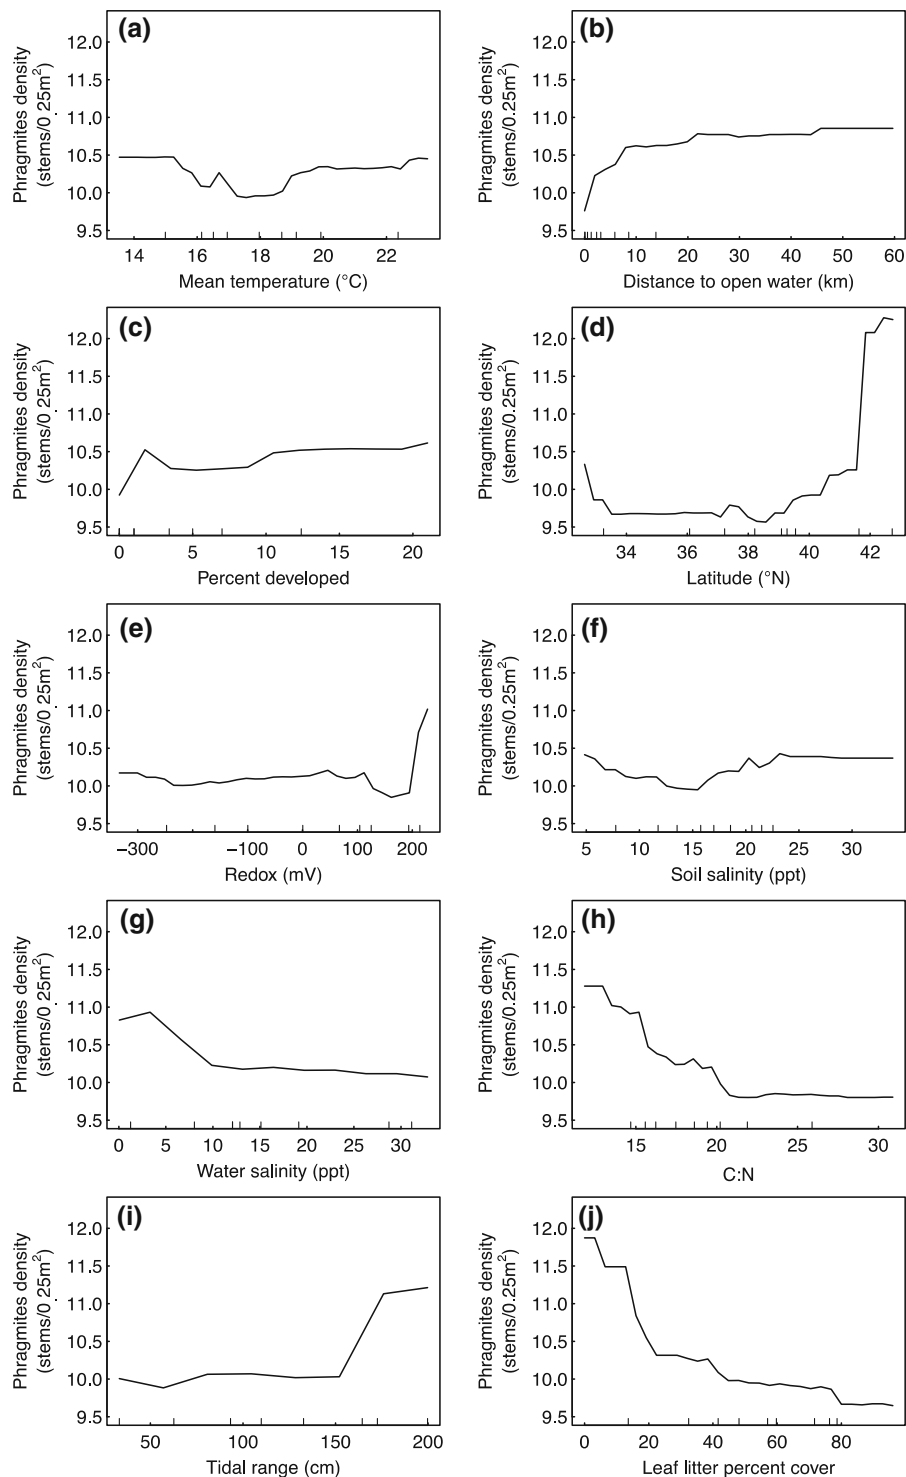 (a)
Phragmites density
(stems/0 25m²)
12.0
11.5
11.0
10.5
10.0
9.5
14 16 18 20 22
Mean temperature (°C)
(b)
Phragmites density
(stems/0.25m²)
12.0
11.5
11.0
10.5
10.0
9.5
0 10 20 30 40 50 60
Distance to open water (km)
(c)
Phragmites density
(stems/0 25m²)
12.0
11.5
11.0
10.5
10.0
9.5
0 5 10 15 20
Percent developed
(d)
Phragmites density
(stems/0.25m²)
12.0
11.5
11.0
10.5
10.0
9.5
34 36 38 40 42
Latitude (°N)
(e)
Phragmites density
(stems/0 25m²)
12.0
11.5
11.0
10.5
10.0
9.5
−300 −100 0 100 200
Redox (mV)
(f)
Phragmites density
(stems/0.25m²)
12.0
11.5
11.0
10.5
10.0
9.5
5 10 15 20 25 30
Soil salinity (ppt)
(g)
Phragmites density
(stems/0 25m²)
12.0
11.5
11.0
10.5
10.0
9.5
0 5 10 15 20 25 30
Water salinity (ppt)
(h)
Phragmites density
(stems/0.25m²)
12.0
11.5
11.0
10.5
10.0
9.5
15 20 25 30
C:N
(i)
Phragmites density
(stems/0 25m²)
12.0
11.5
11.0
10.5
10.0
9.5
50 100 150 200
Tidal range (cm)
(j)
Phragmites density
(stems/0.25m²)
12.0
11.5
11.0
10.5
10.0
9.5
0 20 40 60 80
Leaf litter percent cover